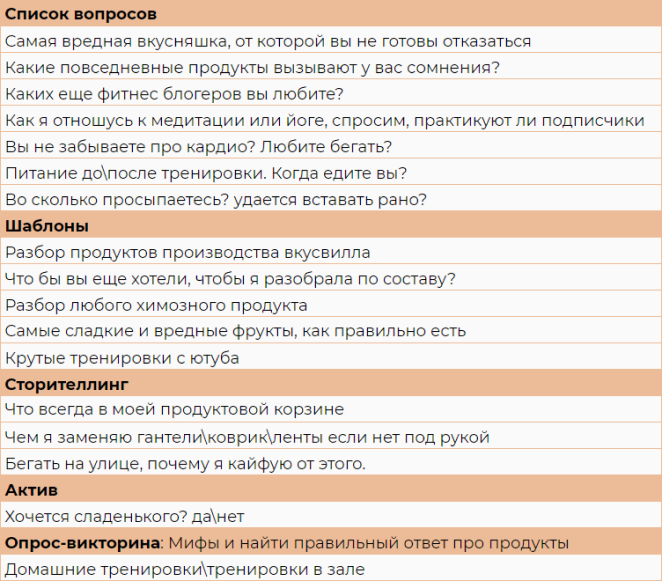 Список вопросов
Самая вредная вкусняшка, от которой вы не готовы отказаться
Какие повседневные продукты вызывают у вас сомнения?
Каких еще фитнес блогеров вы любите?
Как я отношусь к медитации или йоге, спросим, практикуют ли подписчики
Вы не забываете про кардио? Любите бегать?
Питание до\после тренировки. Когда едите вы?
Во сколько просыпаетесь? удается вставать рано?
Шаблоны
Разбор продуктов производства вкусвилла
Что бы вы еще хотели, чтобы я разобрала по составу?
Разбор любого химозного продукта
Самые сладкие и вредные фрукты, как правильно есть
Крутые тренировки с ютуба
Сторителлинг
Что всегда в моей продуктовой корзине
Чем я заменяю гантели\коврик\ленты если нет под рукой
Бегать на улице, почему я кайфую от этого.
Актив
Хочется сладенького? да\нет
Опрос-викторина: Мифы и найти правильный ответ про продукты
Домашние тренировки\тренировки в зале